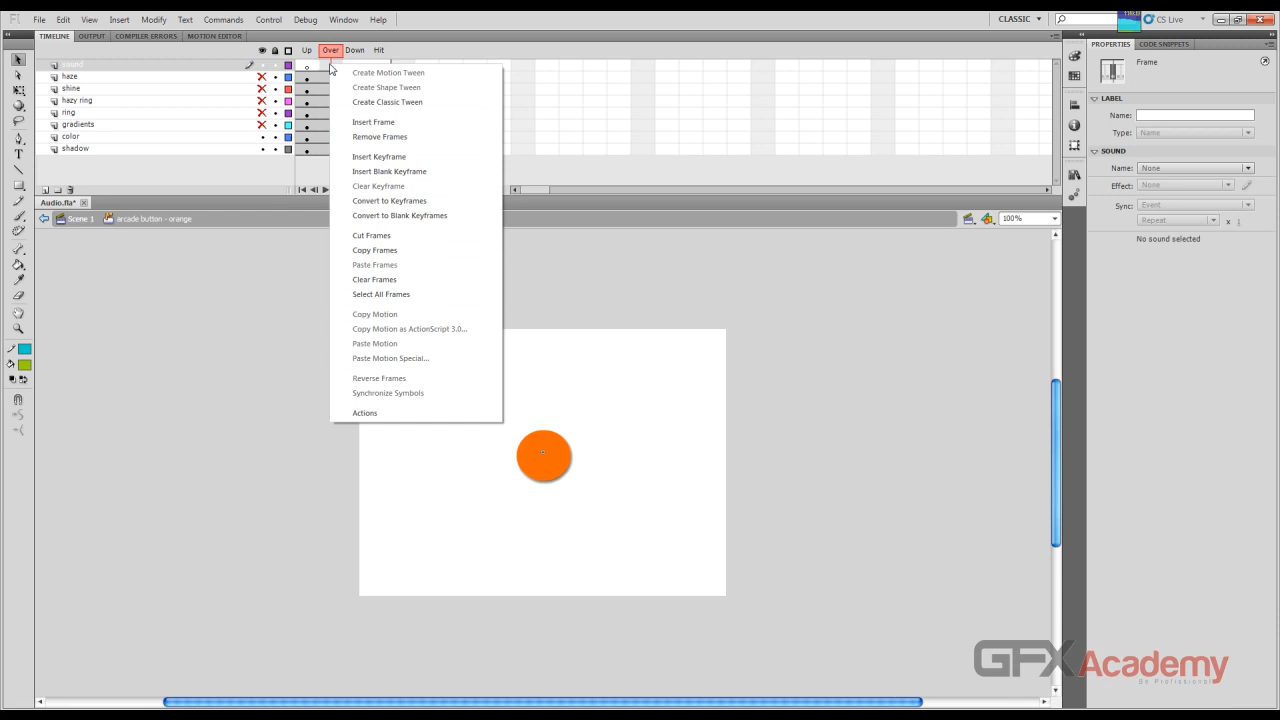 Fl File Edit View Insert Modify Text Commands Control Debug Window Help CLASSIC CS Live
TIMELINE OUTPUT COMPILER ERRORS MOTION EDITOR
Up Over Down Hit
sound
haze
shine
hazy ring
ring
gradients
color
shadow
Audio.fla*
Scene 1 arcade button - orange 100%
Create Motion Tween
Create Shape Tween
Create Classic Tween
Insert Frame
Remove Frames
Insert Keyframe
Insert Blank Keyframe
Clear Keyframe
Convert to Keyframes
Convert to Blank Keyframes
Cut Frames
Copy Frames
Paste Frames
Clear Frames
Select All Frames
Copy Motion
Copy Motion as ActionScript 3.0...
Paste Motion
Paste Motion Special...
Reverse Frames
Synchronize Symbols
Actions
PROPERTIES CODE SNIPPETS
Frame
LABEL
Name:
Type: Name
SOUND
Name: None
Effect: None
Sync: Event
Repeat x 1
No sound selected
GFXAcademy
Be Profissional